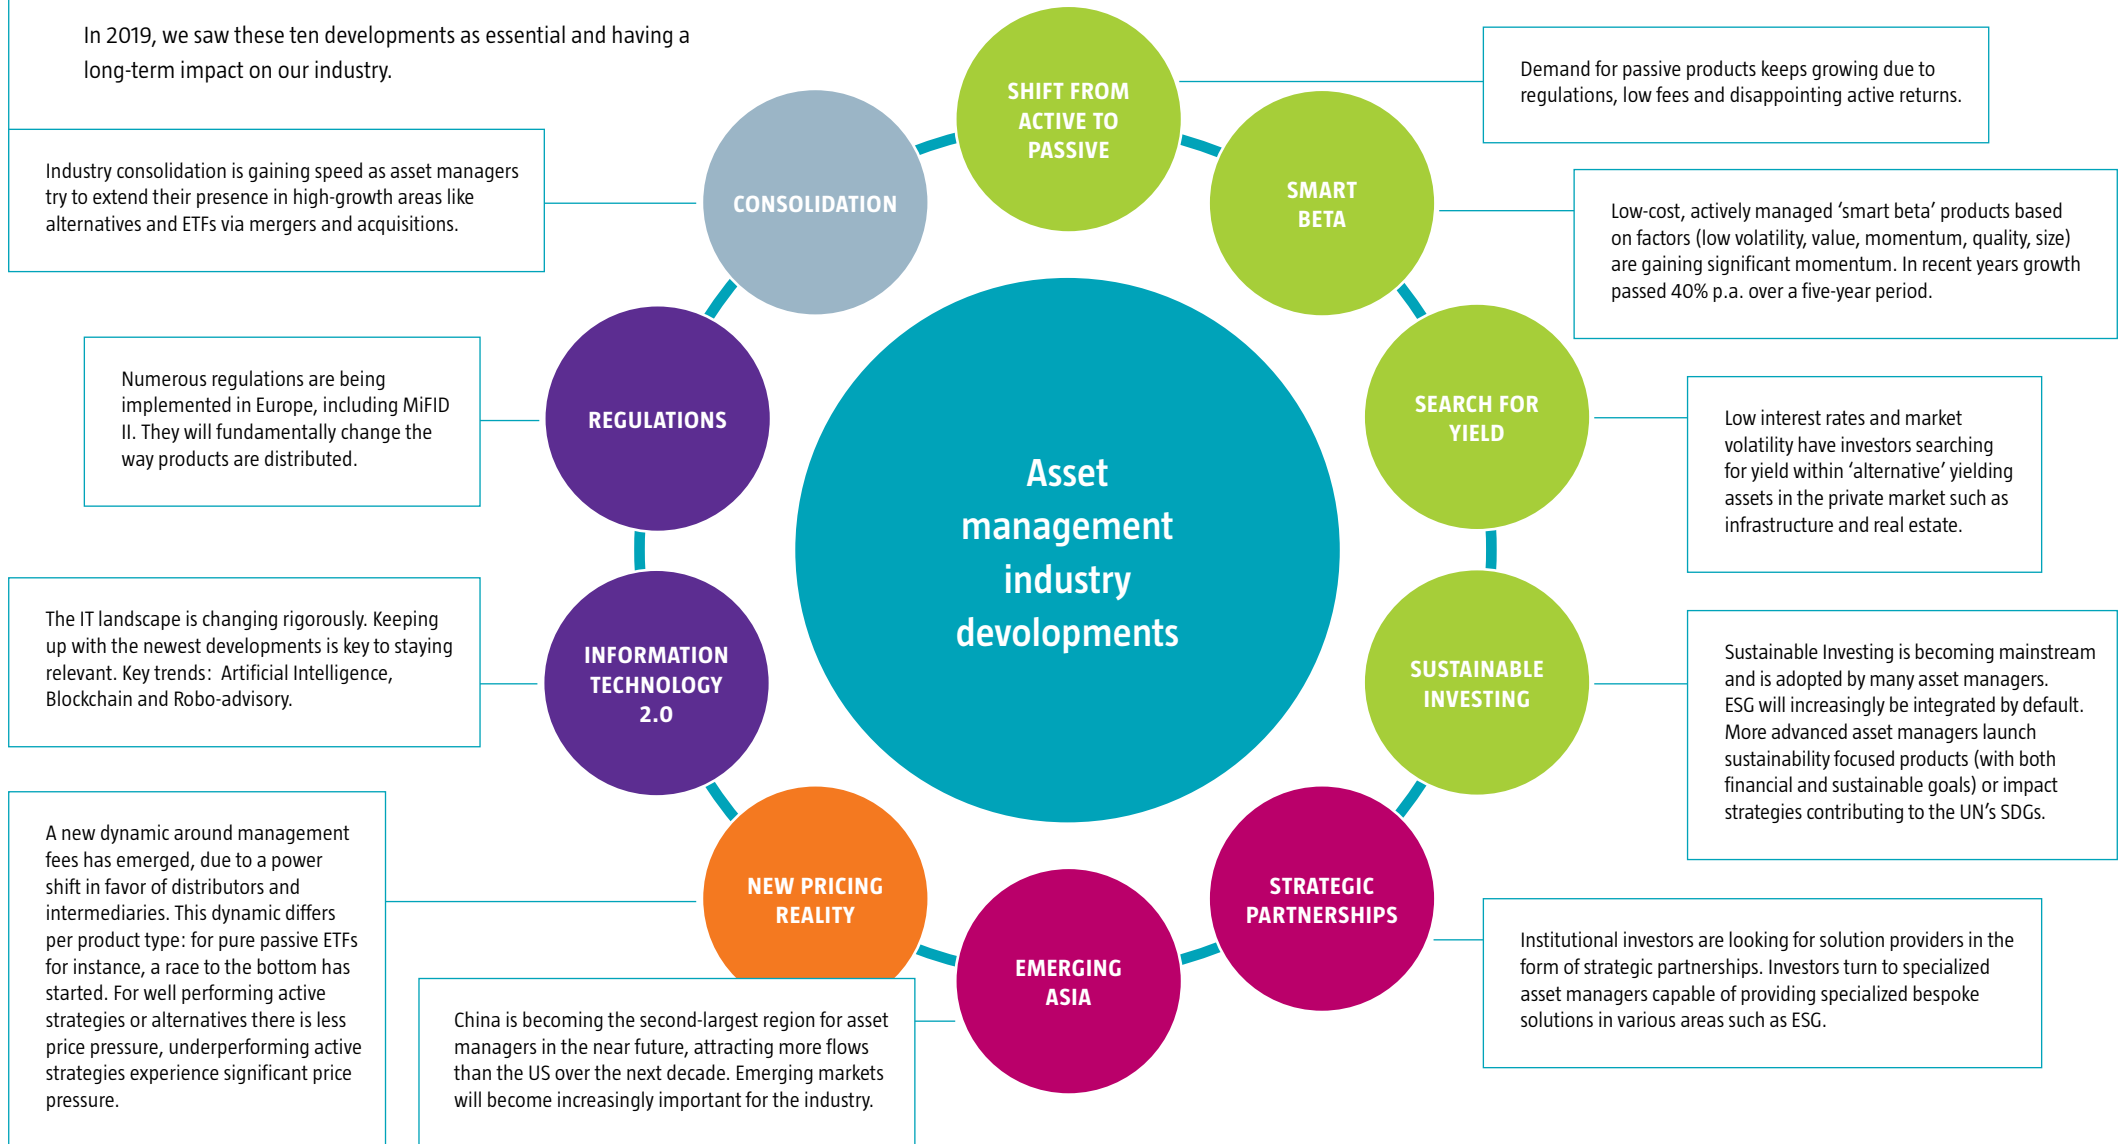 In 2019, we saw these ten developments as essential and having a
long-term impact on our industry.
SHIFT FROM
ACTIVE TO
PASSIVE
Demand for passive products keeps growing due to
regulations, low fees and disappointing active returns.
SMART
BETA
Low-cost, actively managed ‘smart beta’ products based
on factors (low volatility, value, momentum, quality, size)
are gaining significant momentum. In recent years growth
passed 40% p.a. over a five-year period.
SEARCH FOR
YIELD
Low interest rates and market
volatility have investors searching
for yield within ‘alternative’ yielding
assets in the private market such as
infrastructure and real estate.
SUSTAINABLE
INVESTING
Sustainable Investing is becoming mainstream
and is adopted by many asset managers.
ESG will increasingly be integrated by default.
More advanced asset managers launch
sustainability focused products (with both
financial and sustainable goals) or impact
strategies contributing to the UN’s SDGs.
STRATEGIC
PARTNERSHIPS
Institutional investors are looking for solution providers in the
form of strategic partnerships. Investors turn to specialized
asset managers capable of providing specialized bespoke
solutions in various areas such as ESG.
EMERGING
ASIA
China is becoming the second-largest region for asset
managers in the near future, attracting more flows
than the US over the next decade. Emerging markets
will become increasingly important for the industry.
NEW PRICING
REALITY
A new dynamic around management
fees has emerged, due to a power
shift in favor of distributors and
intermediaries. This dynamic differs
per product type: for pure passive ETFs
for instance, a race to the bottom has
started. For well performing active
strategies or alternatives there is less
price pressure, underperforming active
strategies experience significant price
pressure.
INFORMATION
TECHNOLOGY
2.0
The IT landscape is changing rigorously. Keeping
up with the newest developments is key to staying
relevant. Key trends: Artificial Intelligence,
Blockchain and Robo-advisory.
REGULATIONS
Numerous regulations are being
implemented in Europe, including MiFID
II. They will fundamentally change the
way products are distributed.
CONSOLIDATION
Industry consolidation is gaining speed as asset managers
try to extend their presence in high-growth areas like
alternatives and ETFs via mergers and acquisitions.
Asset
management
industry
devolopments